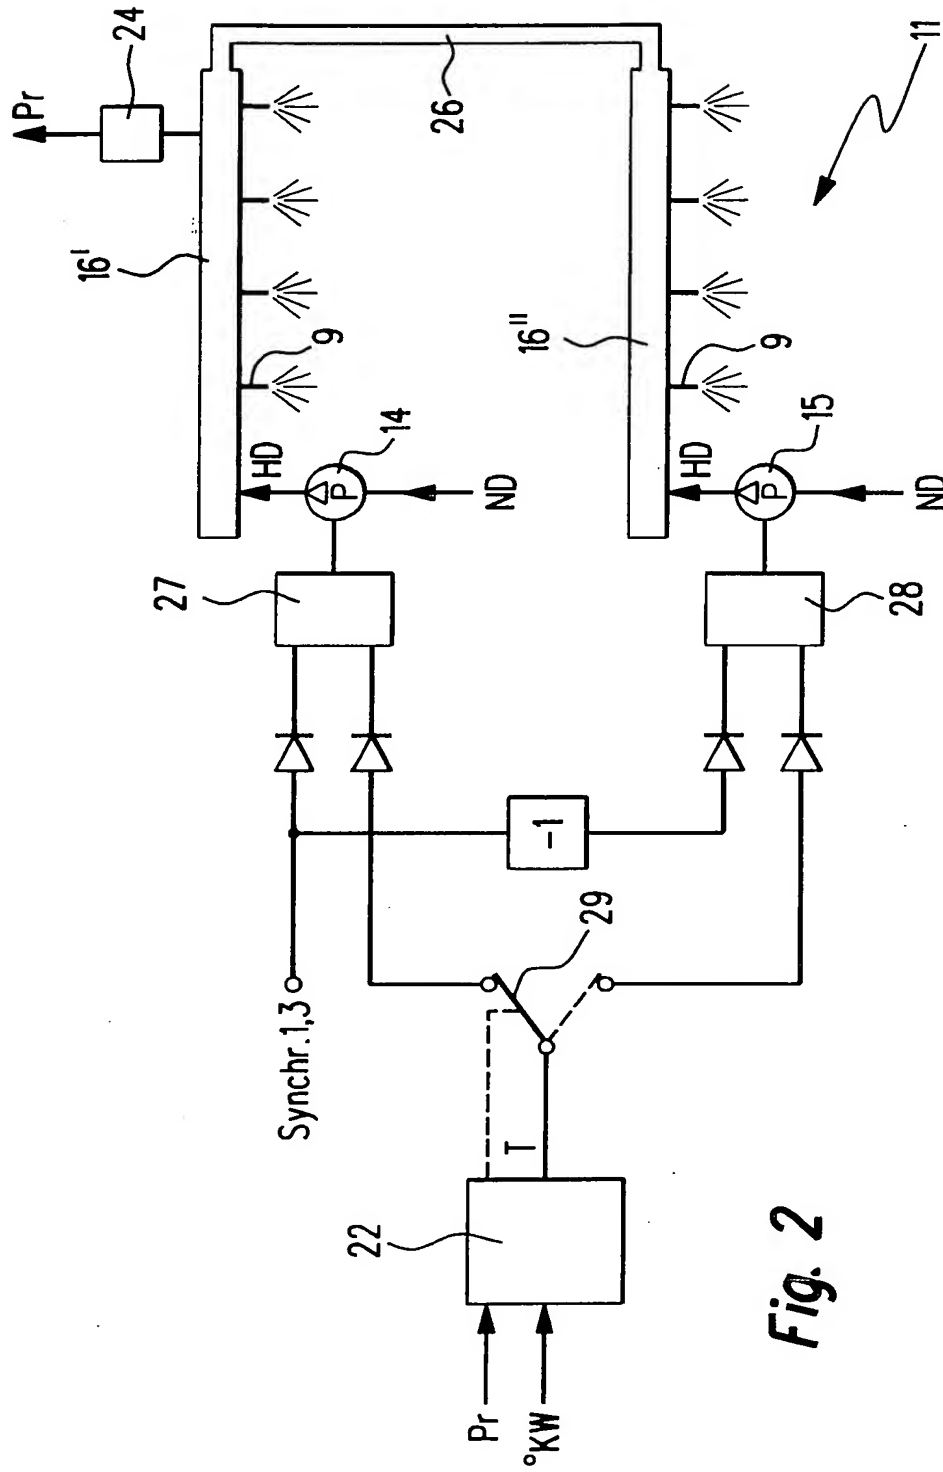 Pr
24
16'
26
11
9
HD
14
P
ND
27
16''
9
HD
15
P
ND
28
Synchr.1,3
-1
29
T
22
Pr
°KW
Fig. 2